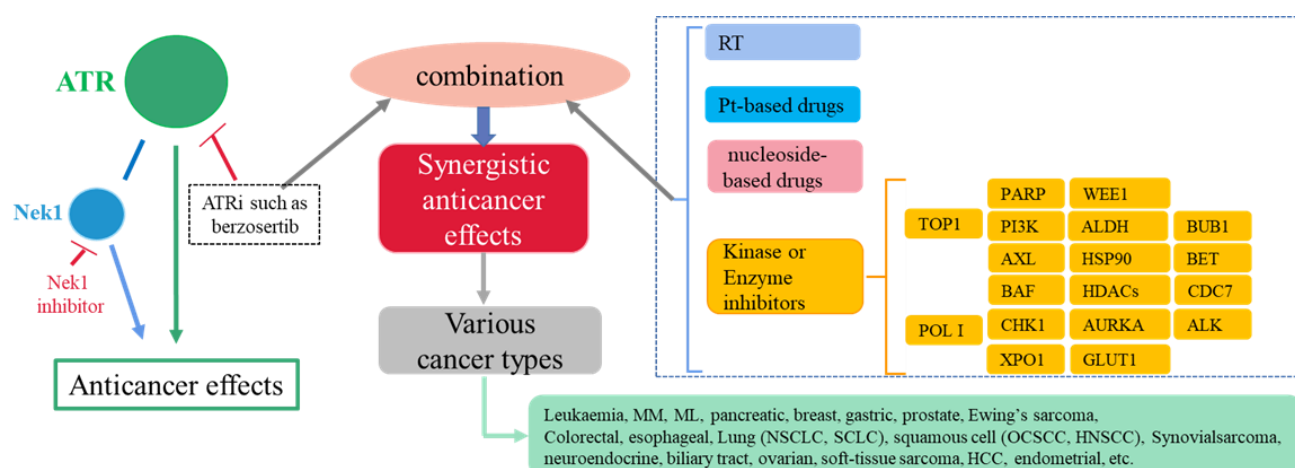 ATR
Nek1
Nek1
inhibitor
ATRi such as
berzosertib
Anticancer effects
combination
Synergistic
anticancer
effects
Various
cancer types
RT
Pt-based drugs
nucleoside-
based drugs
Kinase or
Enzyme
inhibitors
TOP1
POL I
PARP
WEE1
PI3K
ALDH
BUB1
AXL
HSP90
BET
BAF
HDACs
CDC7
CHK1
AURKA
ALK
XPO1
GLUT1
Leukaemia, MM, ML, pancreatic, breast, gastric, prostate, Ewing's sarcoma,
Colorectal, esophageal, Lung (NSCLC, SCLC), squamous cell (OCSCC, HNSCC), Synovialsarcoma,
neuroendocrine, biliary tract, ovarian, soft-tissue sarcoma, HCC, endometrial, etc.